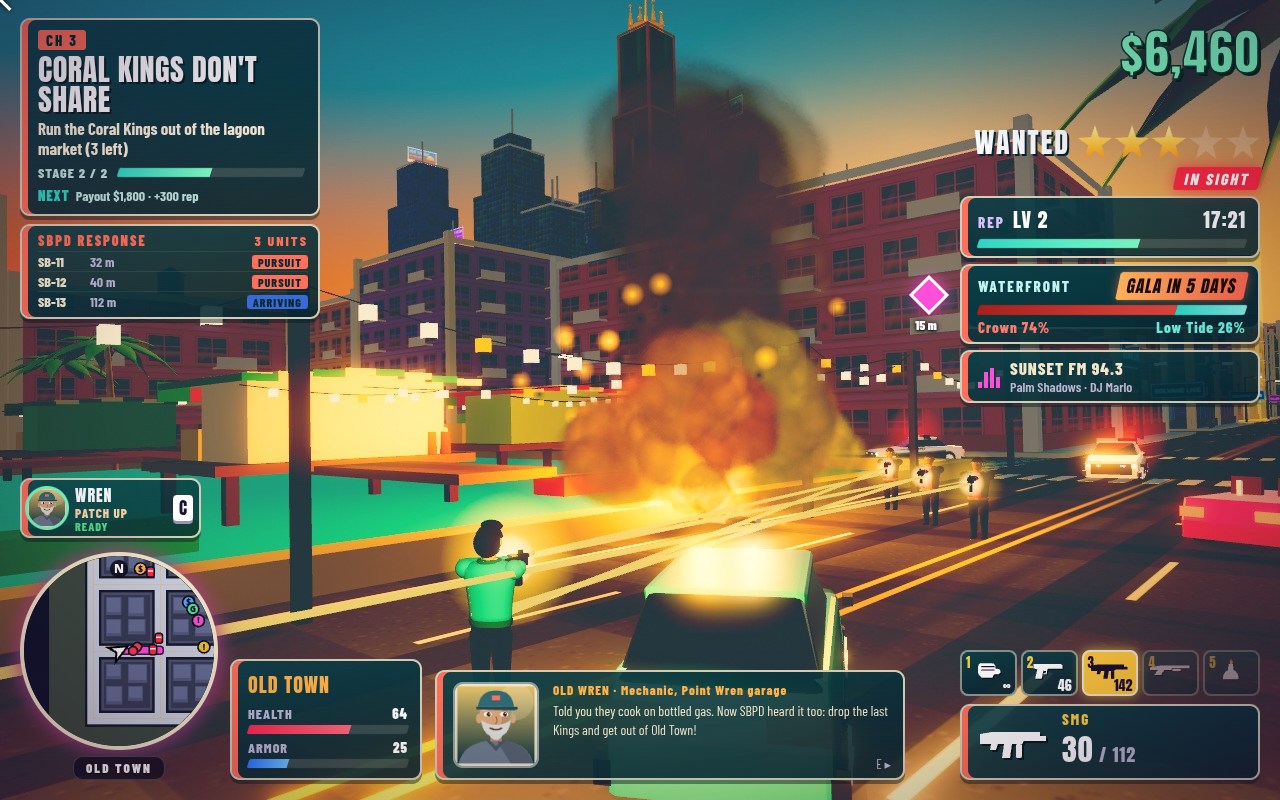 CH 3
CORAL KINGS DON'T
SHARE
Run the Coral Kings out of the lagoon
market (3 left)
STAGE 2 / 2
NEXT Payout $1,800 · +300 rep
SBPD RESPONSE 3 UNITS
SB-11 32 m PURSUIT
SB-12 40 m PURSUIT
SB-13 112 m ARRIVING
$6,460
WANTED
IN SIGHT
REP LV 2 17:21
WATERFRONT GALA IN 5 DAYS
Crown 74% Low Tide 26%
SUNSET FM 94.3
Palm Shadows · DJ Marlo
15 m
WREN
PATCH UP
READY
C
N
OLD TOWN
OLD TOWN
HEALTH 64
ARMOR 25
OLD WREN · Mechanic, Point Wren garage
Told you they cook on bottled gas. Now SBPD heard it too: drop the last
Kings and get out of Old Town!
E ▸
1 ∞
2 46
3 142
4
5
SMG
30 / 112